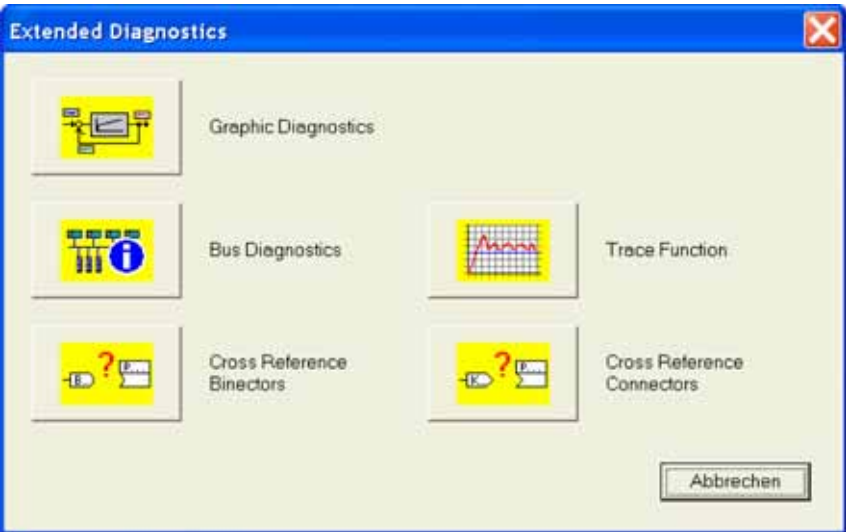 Extended Diagnostics
Graphic Diagnostics
Bus Diagnostics
Trace Function
B
?
P
Cross Reference
Binectors
K
?
P
Cross Reference
Connectors
Abbrechen